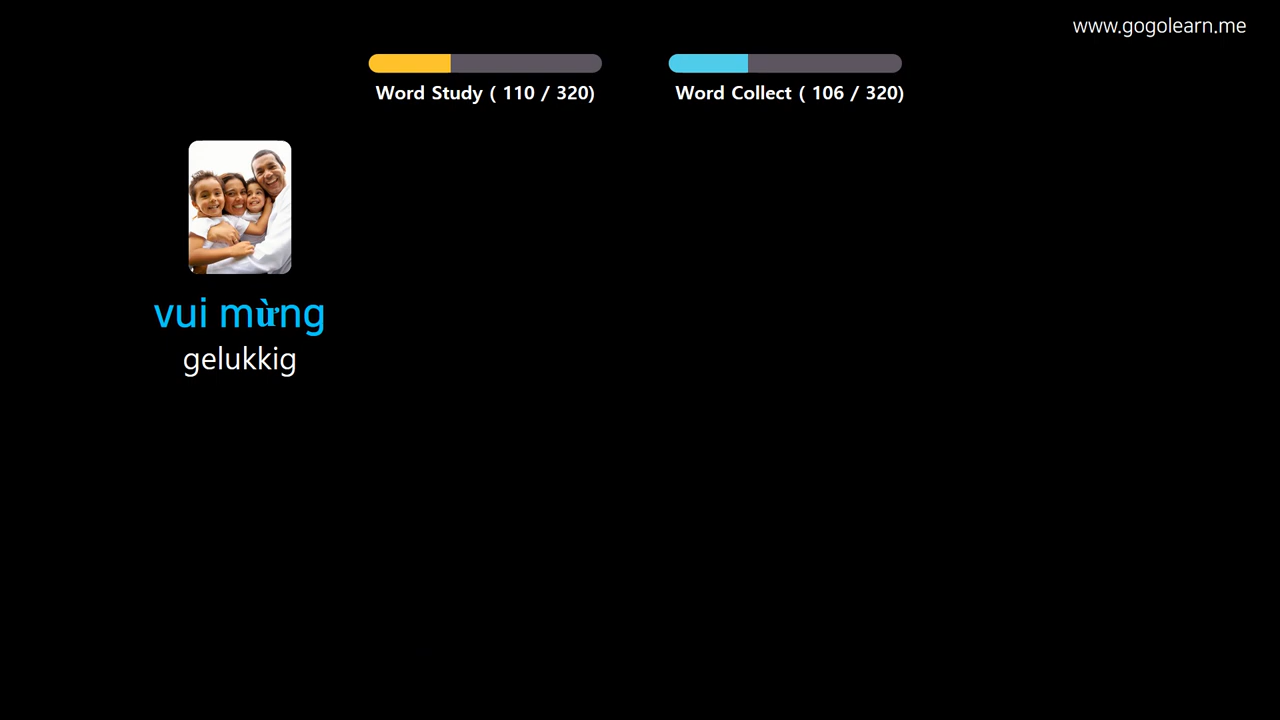 www.gogolearn.me
Word Study ( 110 / 320)
Word Collect ( 106 / 320)
vui mừng
gelukkig